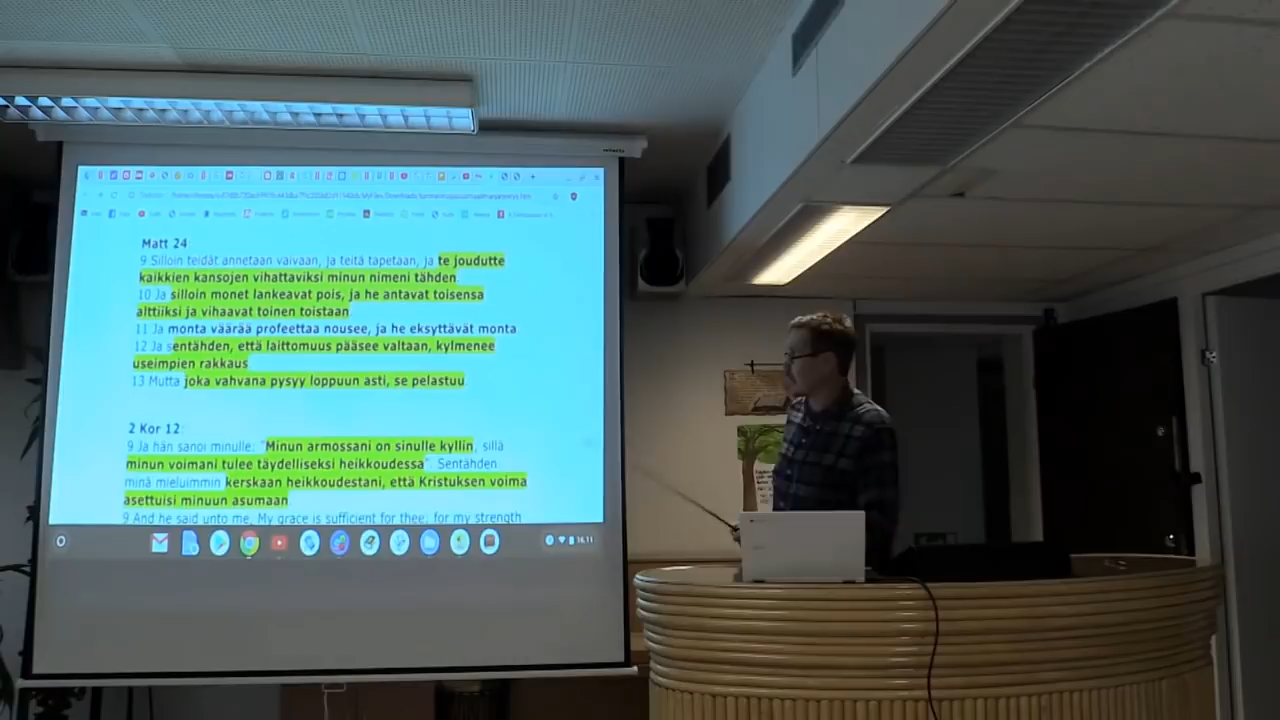 Matt 24:
9 Silloin teidät annetaan vaivaan, ja teitä tapetaan, ja te joudutte
kaikkien kansojen vihattaviksi minun nimeni tähden.
10 Ja silloin monet lankeavat pois, ja he antavat toisensa
alttiiksi ja vihaavat toinen toistaan.
11 Ja monta väärää profeettaa nousee, ja he eksyttävät monta.
12 Ja sentähden, että laittomuus pääsee valtaan, kylmenee
useimpien rakkaus.
13 Mutta joka vahvana pysyy loppuun asti, se pelastuu.
2 Kor 12:
9 Ja hän sanoi minulle: "Minun armossani on sinulle kyllin, sillä
minun voimani tulee täydelliseksi heikkoudessa". Sentähden
minä mieluimmin kerskaan heikkoudestani, että Kristuksen voima
asettuisi minuun asumaan.
9 And he said unto me, My grace is sufficient for thee: for my strength
16.11